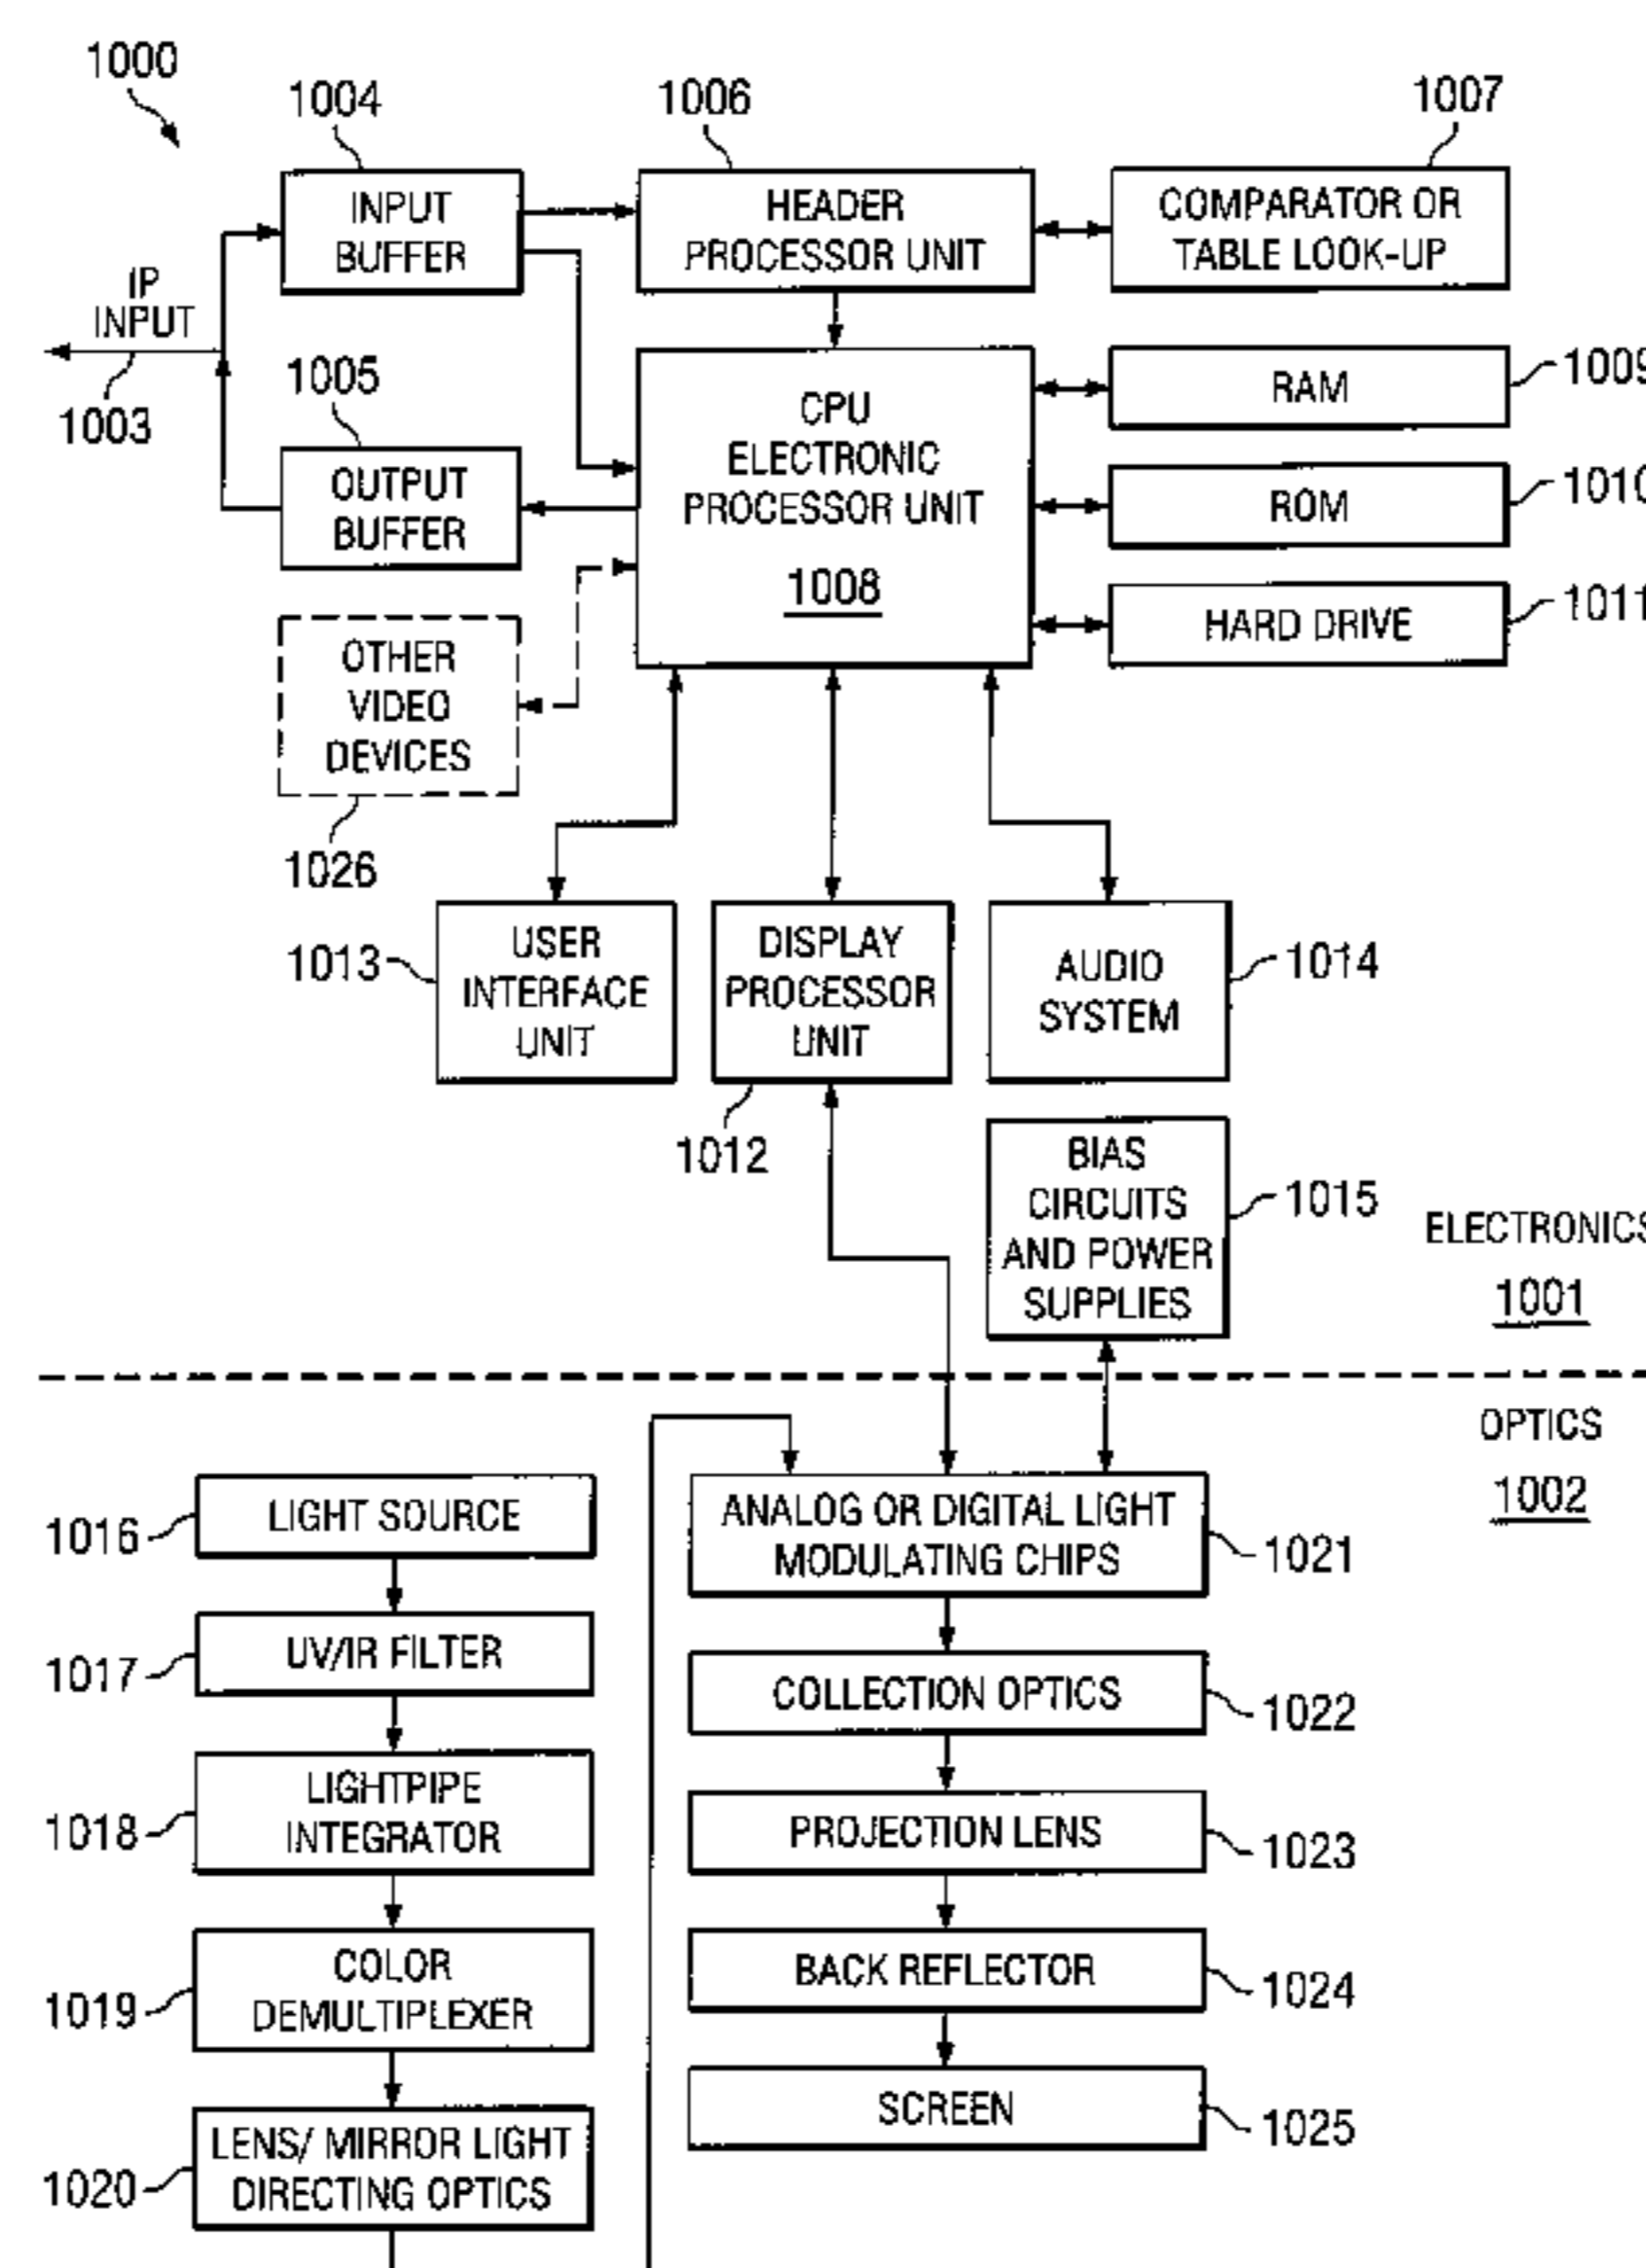 1000
1004
1006
1007
INPUT
BUFFER
HEADER
PROCESSOR UNIT
COMPARATOR OR
TABLE LOOK-UP
IP
INPUT
1003
1005
OUTPUT
BUFFER
CPU
ELECTRONIC
PROCESSOR UNIT
1008
RAM
1009
ROM
1010
HARD DRIVE
1011
OTHER
VIDEO
DEVICES
1026
1013
USER
INTERFACE
UNIT
DISPLAY
PROCESSOR
UNIT
1012
AUDIO
SYSTEM
1014
BIAS
CIRCUITS
AND POWER
SUPPLIES
1015
ELECTRONICS
1001
OPTICS
1002
1016
LIGHT SOURCE
1017
UV/IR FILTER
1018
LIGHTPIPE
INTEGRATOR
1019
COLOR
DEMULTIPLEXER
1020
LENS/ MIRROR LIGHT
DIRECTING OPTICS
ANALOG OR DIGITAL LIGHT
MODULATING CHIPS
1021
COLLECTION OPTICS
1022
PROJECTION LENS
1023
BACK REFLECTOR
1024
SCREEN
1025